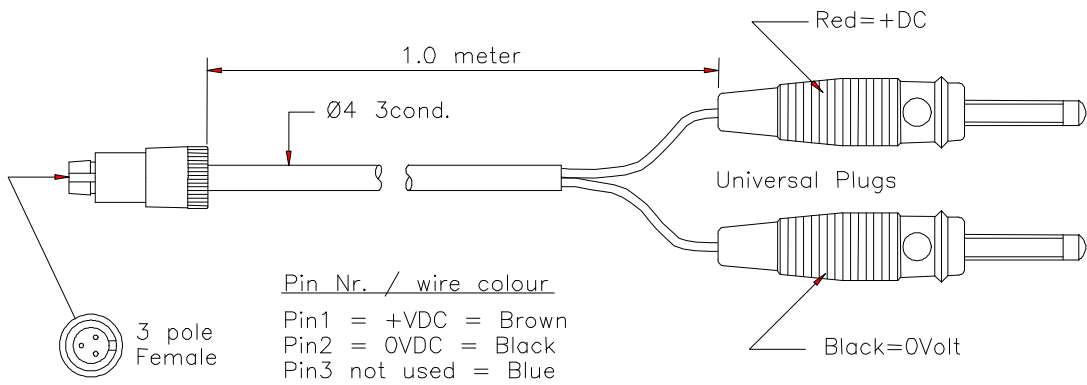 Red=+DC
1.0 meter
Ø4 3cond.
Universal Plugs
Pin Nr. / wire colour
Pin1 = +VDC = Brown
Pin2 = 0VDC = Black
Pin3 not used = Blue
3 pole
Female
Black=0Volt